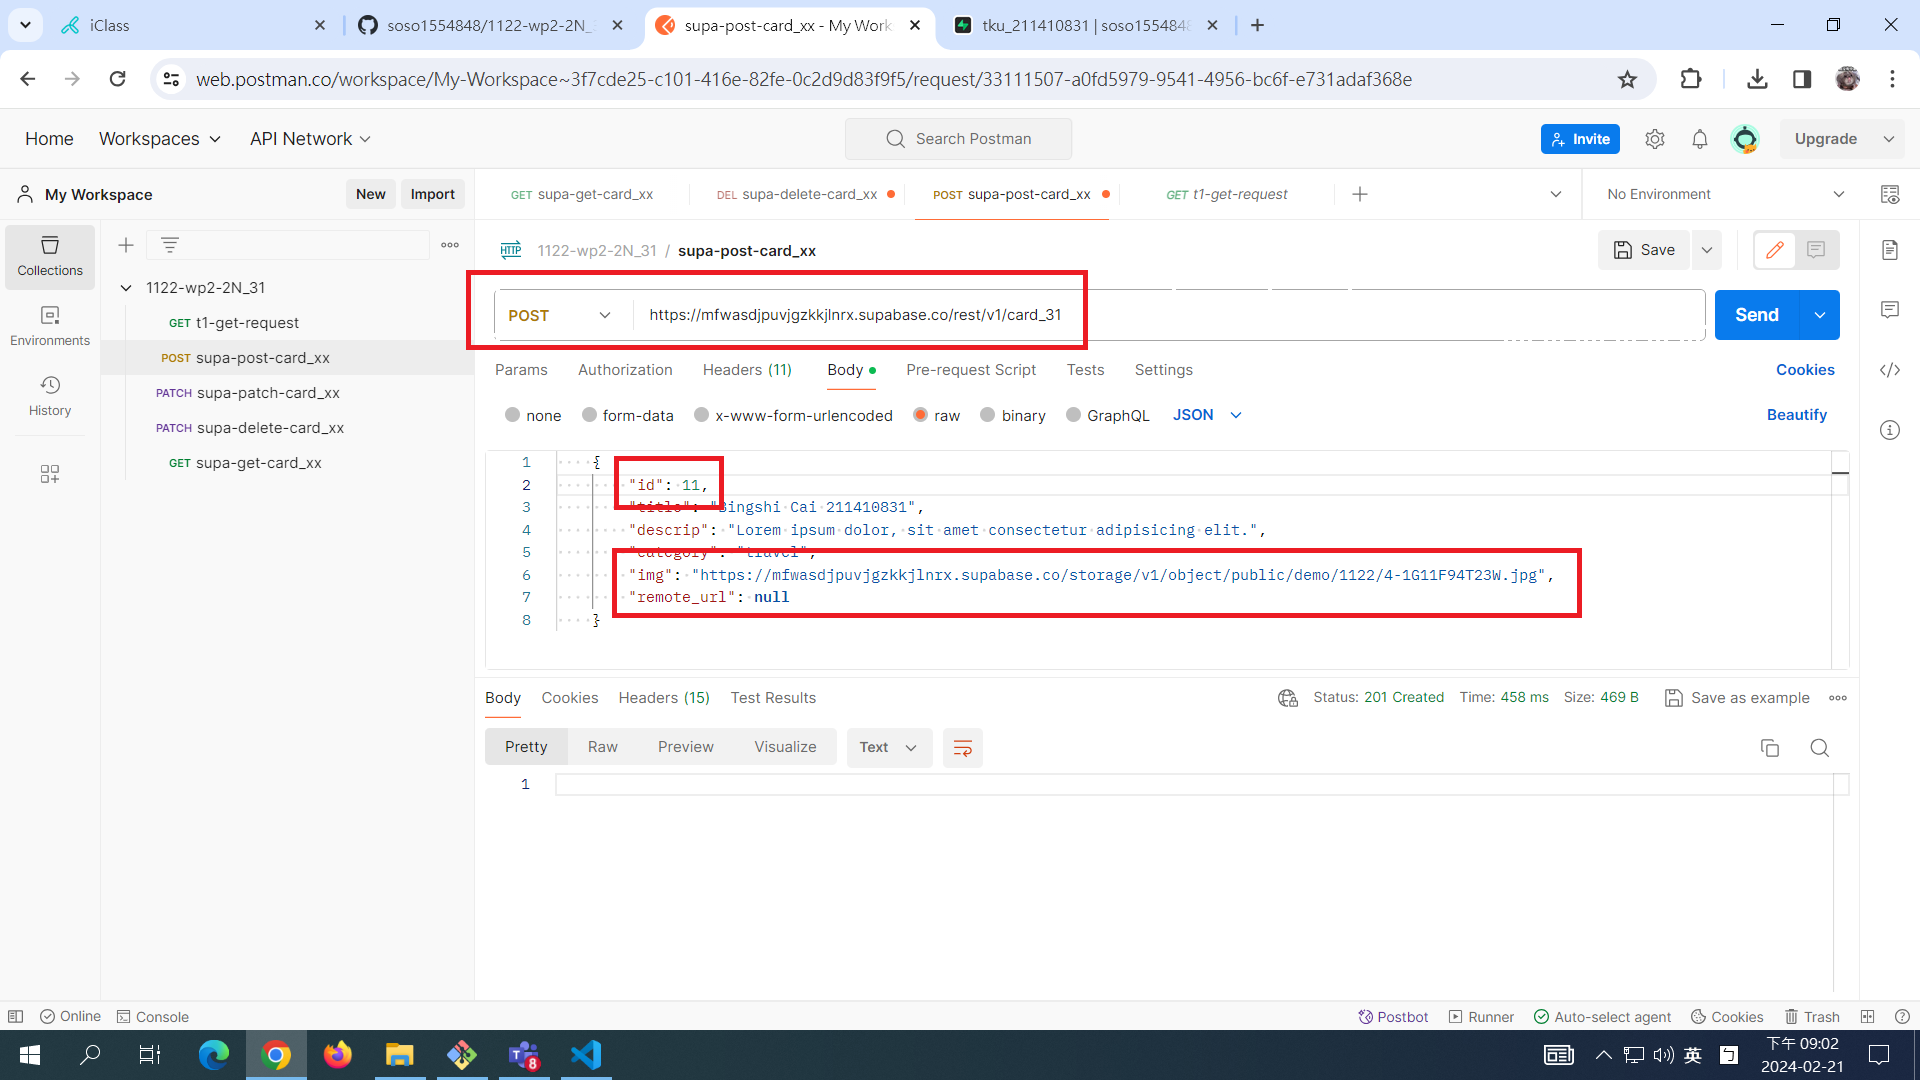 iClass
soso1554848/1122-wp2-2N_
supa-post-card_xx - My Work
tku_211410831 | soso1554848
web.postman.co/workspace/My-Workspace~3f7cde25-c101-416e-82fe-0c2d9d83f9f5/request/33111507-a0fd5979-9541-4956-bc6f-e731adaf368e
Home Workspaces API Network Search Postman Invite Upgrade
My Workspace New Import
GET supa-get-card_xx DEL supa-delete-card_xx POST supa-post-card_xx GET t1-get-request No Environment
Collections
Environments
History
1122-wp2-2N_31
GET t1-get-request
POST supa-post-card_xx
PATCH supa-patch-card_xx
PATCH supa-delete-card_xx
GET supa-get-card_xx
HTTP 1122-wp2-2N_31 / supa-post-card_xx Save
POST https://mfwasdjpuvjgzkkjlnrx.supabase.co/rest/v1/card_31 Send
Params Authorization Headers (11) Body Pre-request Script Tests Settings Cookies
none form-data x-www-form-urlencoded raw binary GraphQL JSON Beautify
1 {
2 "id": 11,
3 "title": "Bingshi Cai 211410831",
4 "descrip": "Lorem ipsum dolor, sit amet consectetur adipisicing elit.",
5 "category": "travel",
6 "img": "https://mfwasdjpuvjgzkkjlnrx.supabase.co/storage/v1/object/public/demo/1122/4-1G11F94T23W.jpg",
7 "remote_url": null
8 }
Body Cookies Headers (15) Test Results Status: 201 Created Time: 458 ms Size: 469 B Save as example
Pretty Raw Preview Visualize Text
1
Online Console Postbot Runner Auto-select agent Cookies Trash
8 英 ㄅ 下午 09:02
2024-02-21